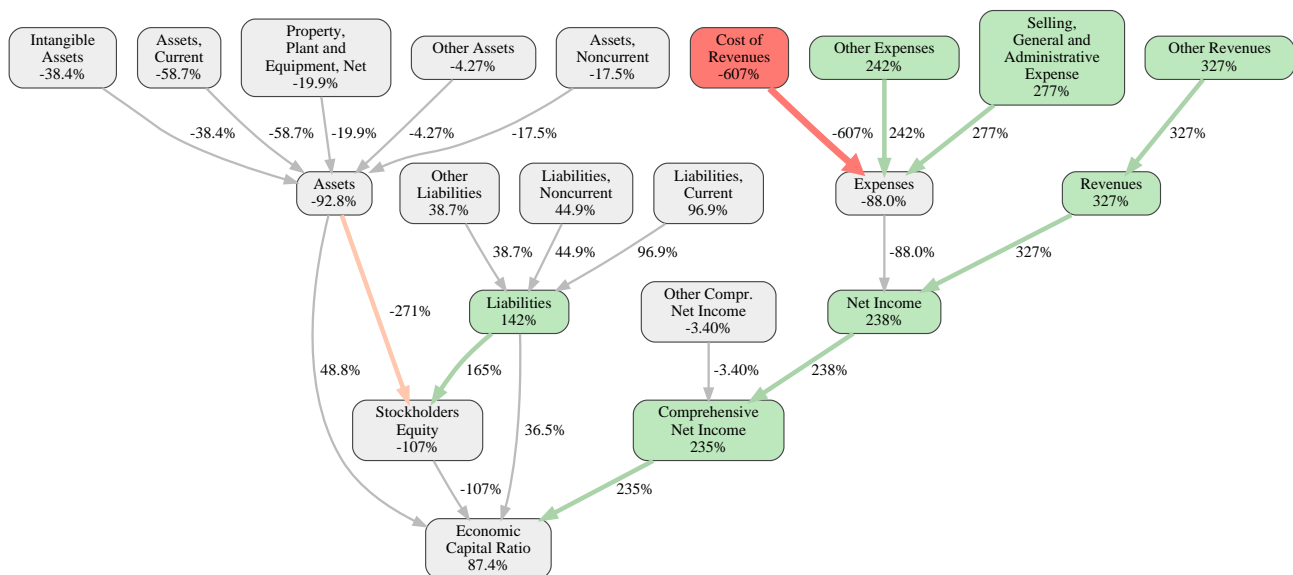 Intangible
Assets
-38.4%
Assets,
Current
-58.7%
Property,
Plant and
Equipment, Net
-19.9%
Other Assets
-4.27%
Assets,
Noncurrent
-17.5%
Cost of
Revenues
-607%
Other Expenses
242%
Selling,
General and
Administrative
Expense
277%
Other Revenues
327%
-38.4%
-58.7%
-19.9%
-4.27%
-17.5%
-607%
242%
277%
327%
Assets
-92.8%
Other
Liabilities
38.7%
Liabilities,
Noncurrent
44.9%
Liabilities,
Current
96.9%
Expenses
-88.0%
Revenues
327%
38.7%
44.9%
96.9%
-88.0%
327%
Liabilities
142%
Other Compr.
Net Income
-3.40%
Net Income
238%
-271%
48.8%
165%
36.5%
-3.40%
238%
Stockholders
Equity
-107%
Comprehensive
Net Income
235%
-107%
235%
Economic
Capital Ratio
87.4%